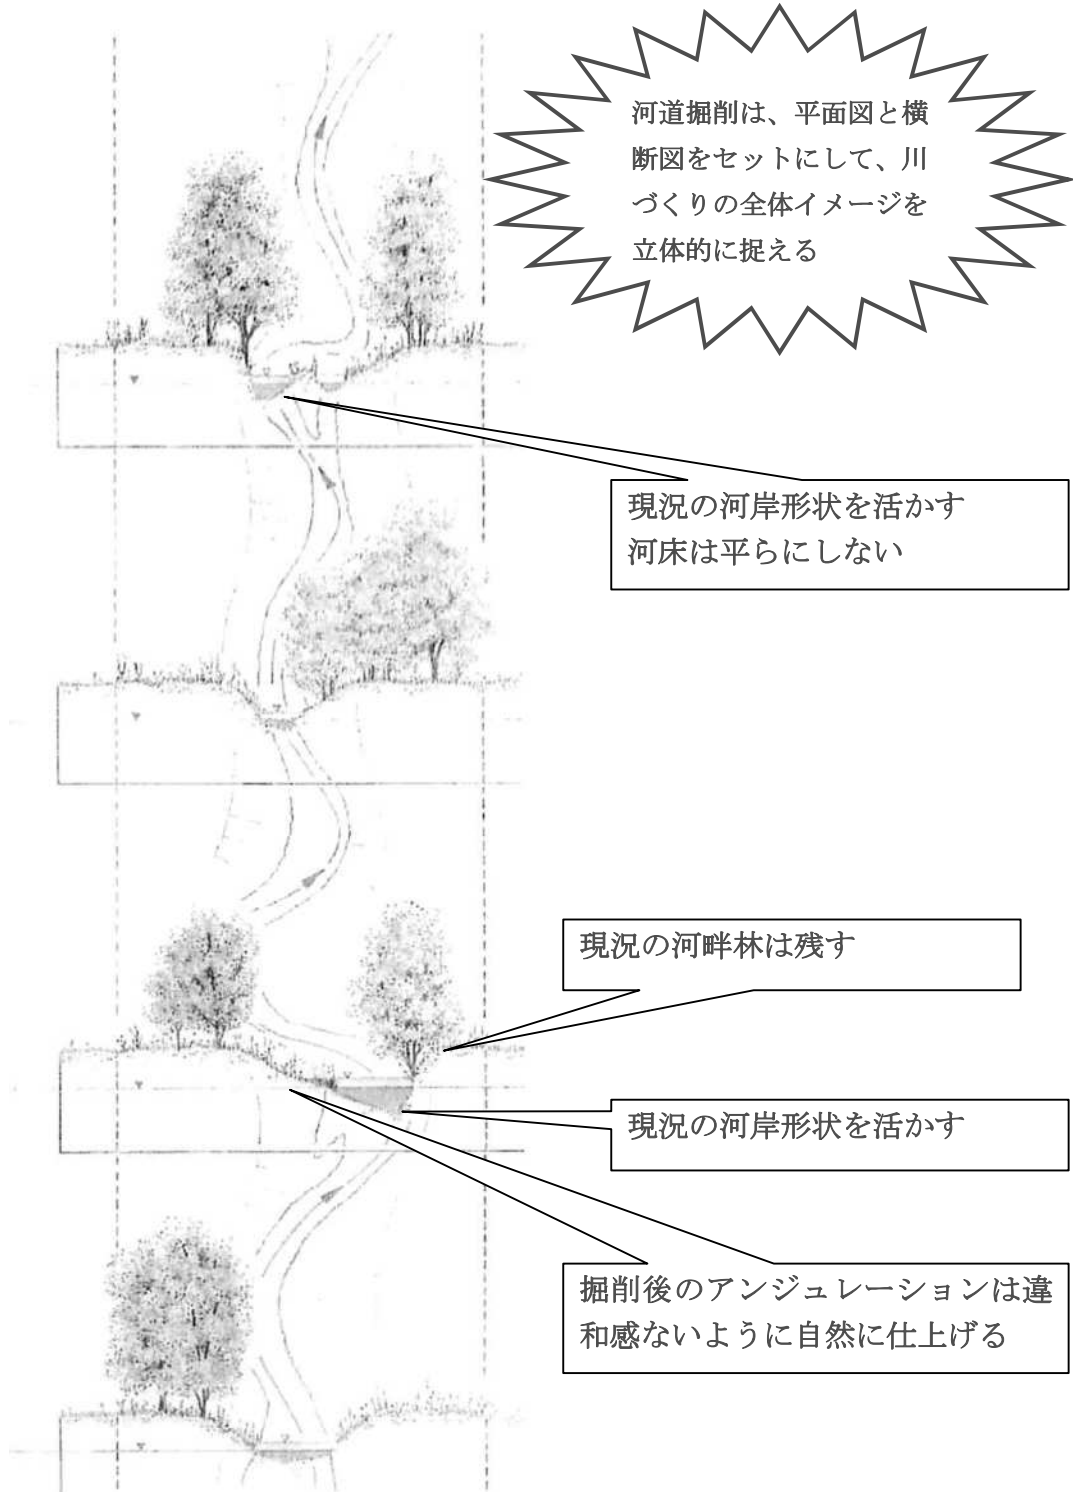 河道掘削は、平面図と横
断図をセットにして、川
づくりの全体イメージを
立体的に捉える
現況の河岸形状を活かす
河床は平らにしない
現況の河畔林は残す
現況の河岸形状を活かす
掘削後のアンジュレーションは違
和感ないように自然に仕上げる